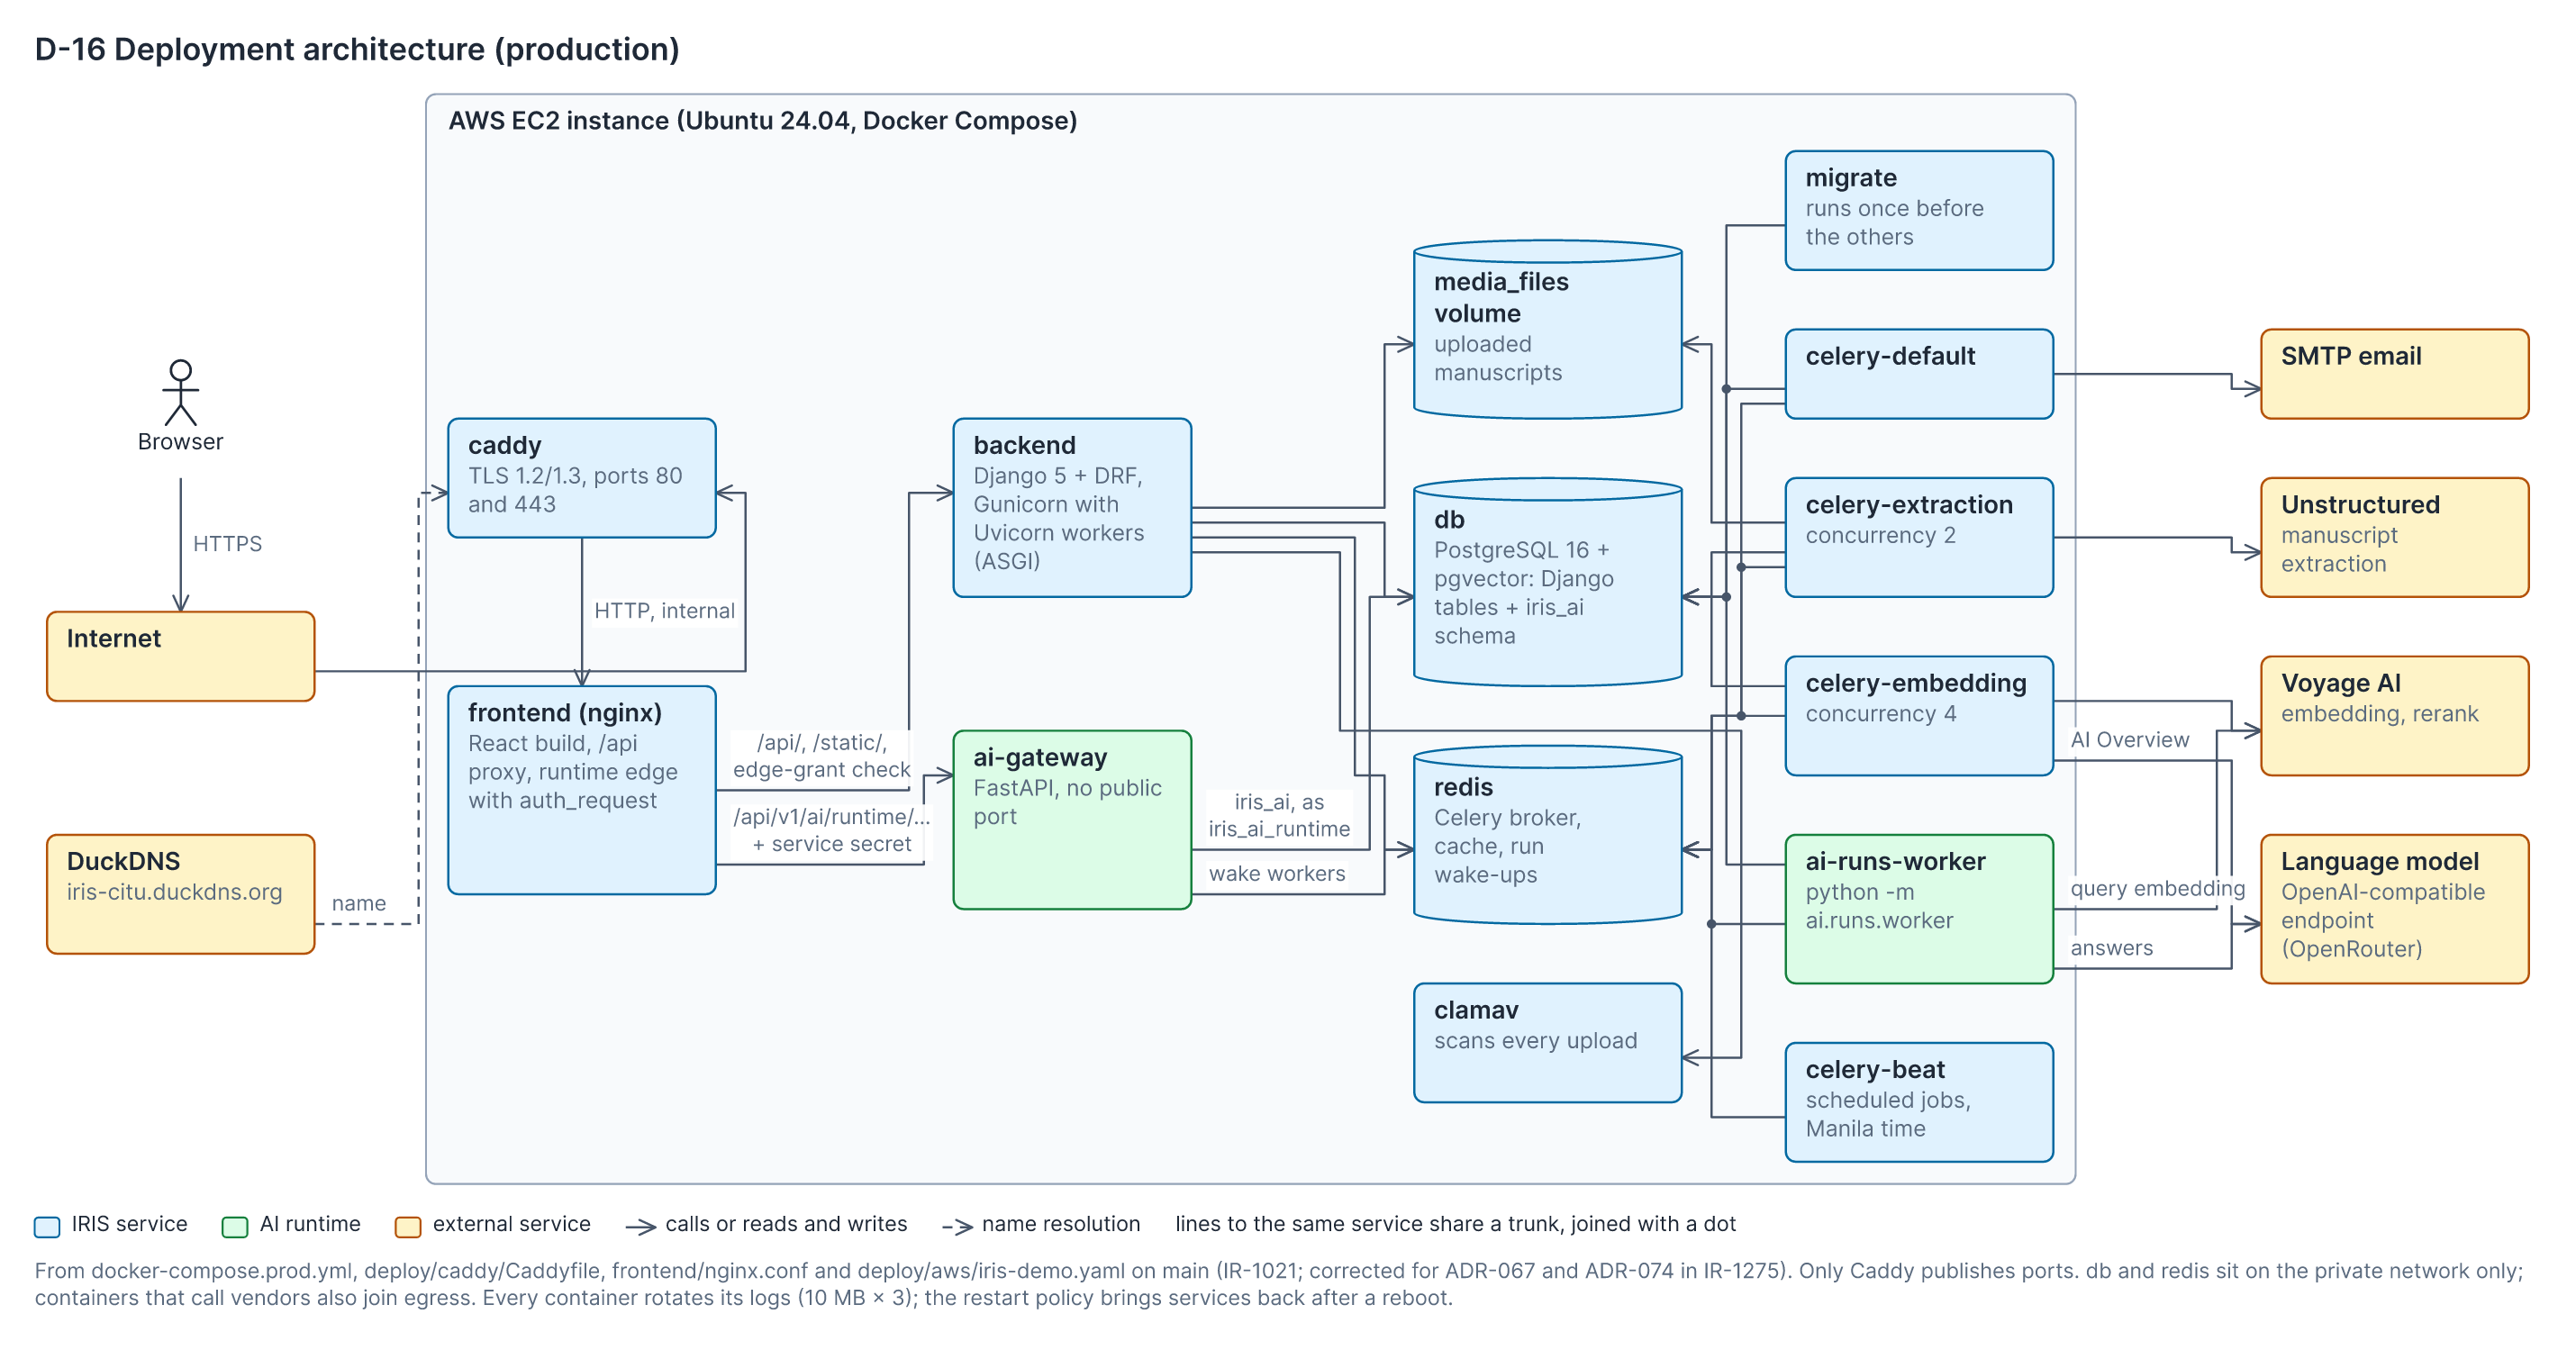 D-16 Deployment architecture (production)
AWS EC2 instance (Ubuntu 24.04, Docker Compose)
Browser
HTTPS
Internet
DuckDNS
iris-citu.duckdns.org
name
caddy
TLS 1.2/1.3, ports 80
and 443
HTTP, internal
frontend (nginx)
React build, /api
proxy, runtime edge
with auth_request
/api/, /static/,
edge-grant check
/api/v1/ai/runtime/...
+ service secret
backend
Django 5 + DRF,
Gunicorn with
Uvicorn workers
(ASGI)
ai-gateway
FastAPI, no public
port
iris_ai, as
iris_ai_runtime
wake workers
media_files
volume
uploaded
manuscripts
db
PostgreSQL 16 +
pgvector: Django
tables + iris_ai
schema
redis
Celery broker,
cache, run
wake-ups
clamav
scans every upload
migrate
runs once before
the others
celery-default
celery-extraction
concurrency 2
celery-embedding
concurrency 4
ai-runs-worker
python -m
ai.runs.worker
celery-beat
scheduled jobs,
Manila time
AI Overview
query embedding
answers
SMTP email
Unstructured
manuscript
extraction
Voyage AI
embedding, rerank
Language model
OpenAI-compatible
endpoint
(OpenRouter)
IRIS service
AI runtime
external service
calls or reads and writes
name resolution
lines to the same service share a trunk, joined with a dot
From docker-compose.prod.yml, deploy/caddy/Caddyfile, frontend/nginx.conf and deploy/aws/iris-demo.yaml on main (IR-1021; corrected for ADR-067 and ADR-074 in IR-1275). Only Caddy publishes ports. db and redis sit on the private network only;
containers that call vendors also join egress. Every container rotates its logs (10 MB × 3); the restart policy brings services back after a reboot.